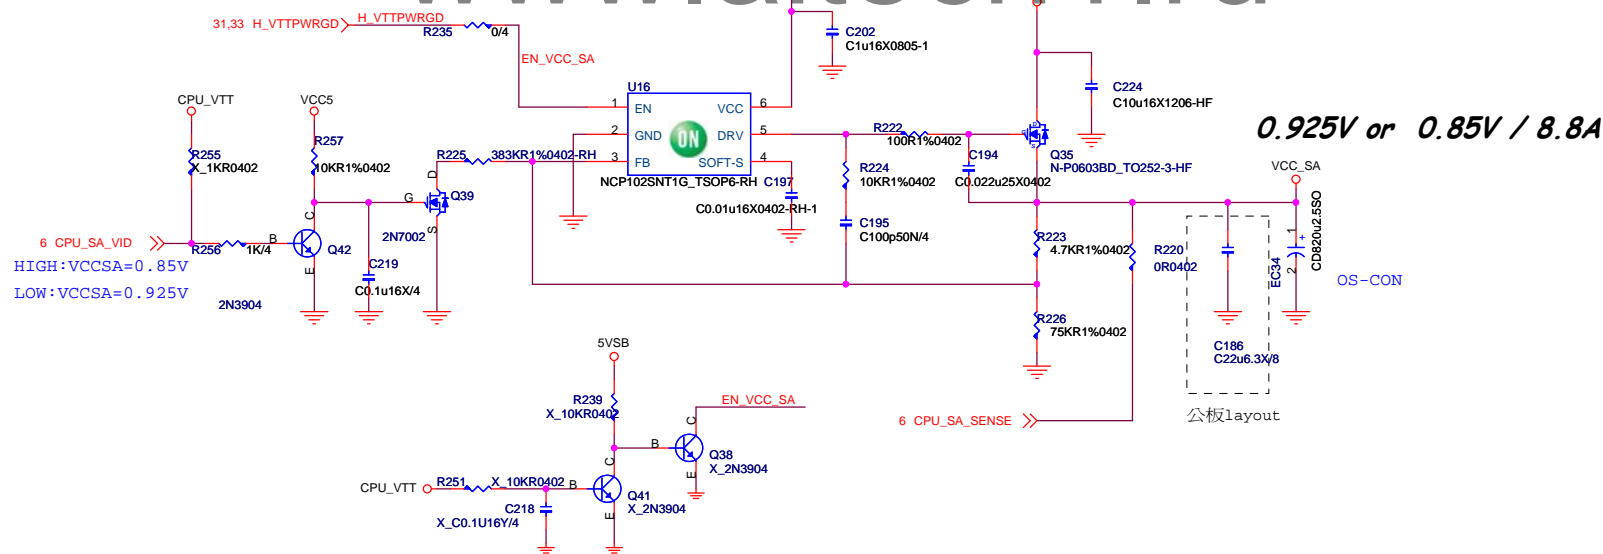 31,33 H_VTTPWRGD
H_VTTPWRGD
R235
0/4
EN_VCC_SA
C202
C1u16X0805-1
C224
C10u16X1206-HF
0.925V or 0.85V / 8.8A
CPU_VTT
VCC5
U16
1
EN
VCC
6
2
GND
DRV
5
3
FB
SOFT-S
4
ON
NCP102SNT1G_TSOP6-RH
R255
X_1KR0402
R257
10KR1%0402
R225
383KR1%0402-RH
D
G
S
Q39
2N7002
R222
100R1%0402
R224
10KR1%0402
C194
C0.022u25X0402
Q35
N-P0603BD_TO252-3-HF
C197
C0.01u16X0402-RH-1
C195
C100p50N/4
VCC_SA
6 CPU_SA_VID
R256
1K/4
B
C
E
Q42
2N3904
HIGH:VCCSA=0.85V
LOW:VCCSA=0.925V
C219
C0.1u16X/4
R223
4.7KR1%0402
R220
0R0402
R226
75KR1%0402
EC34
1
+
2
CD820u2.5SO
OS-CON
C186
C22u6.3X/8
公板layout
5VSB
R239
X_10KR0402
EN_VCC_SA
B
C
E
Q38
X_2N3904
6 CPU_SA_SENSE
CPU_VTT
R251
X_10KR0402
B
C
E
Q41
X_2N3904
C218
X_C0.1U16Y/4